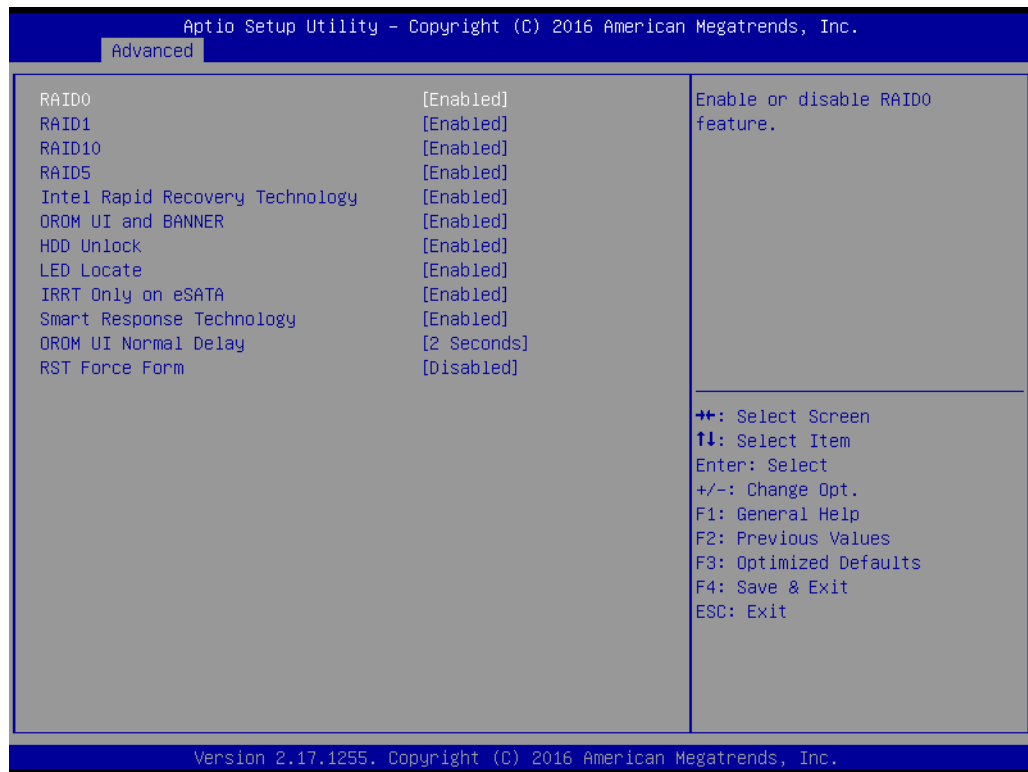 Aptio Setup Utility – Copyright (C) 2016 American Megatrends, Inc.
Advanced
RAID0 [Enabled]
RAID1 [Enabled]
RAID10 [Enabled]
RAID5 [Enabled]
Intel Rapid Recovery Technology [Enabled]
OROM UI and BANNER [Enabled]
HDD Unlock [Enabled]
LED Locate [Enabled]
IRRT Only on eSATA [Enabled]
Smart Response Technology [Enabled]
OROM UI Normal Delay [2 Seconds]
RST Force Form [Disabled]
Enable or disable RAID0
feature.
→←: Select Screen
↑↓: Select Item
Enter: Select
+/-: Change Opt.
F1: General Help
F2: Previous Values
F3: Optimized Defaults
F4: Save & Exit
ESC: Exit
Version 2.17.1255. Copyright (C) 2016 American Megatrends, Inc.